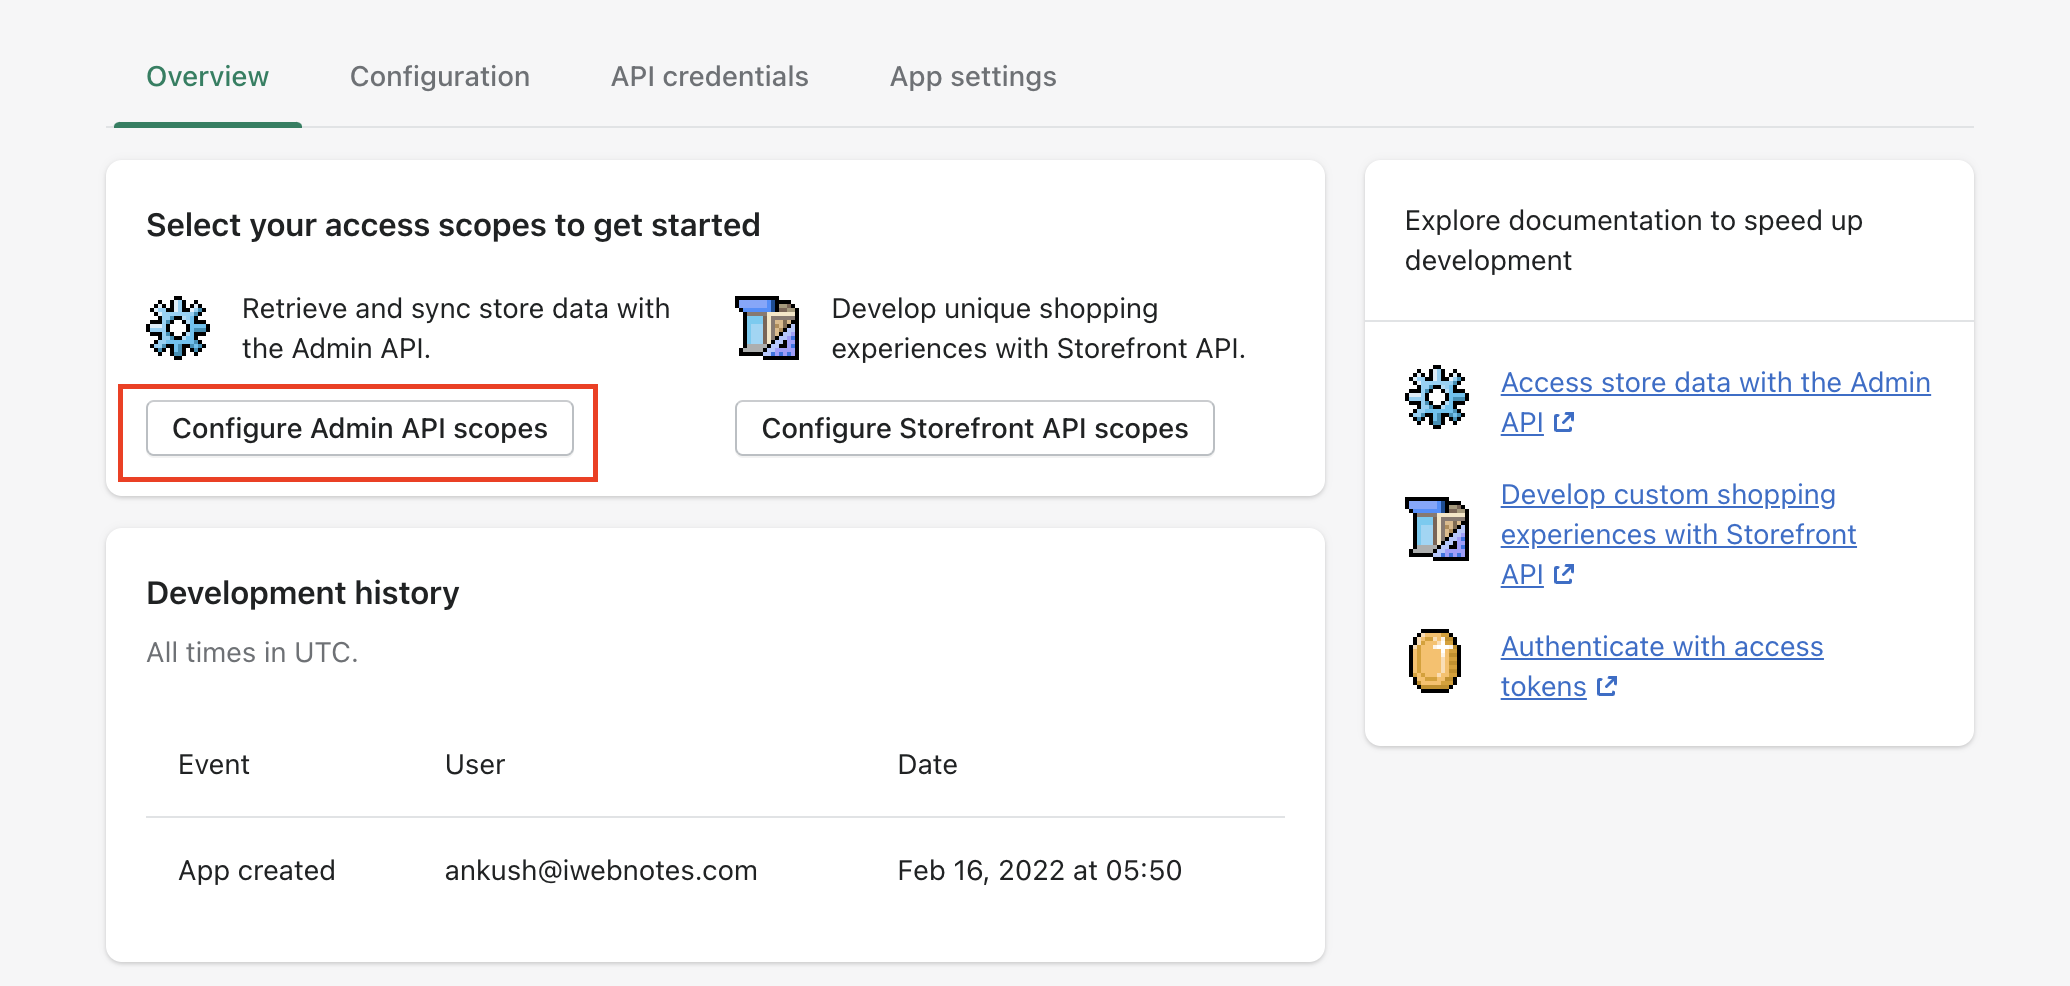 Overview Configuration API credentials App settings
Select your access scopes to get started
Retrieve and sync store data with
the Admin API.
Configure Admin API scopes
Develop unique shopping
experiences with Storefront API.
Configure Storefront API scopes
Development history
All times in UTC.
Event User Date
App created ankush@iwebnotes.com Feb 16, 2022 at 05:50
Explore documentation to speed up
development
Access store data with the Admin
API
Develop custom shopping
experiences with Storefront
API
Authenticate with access
tokens